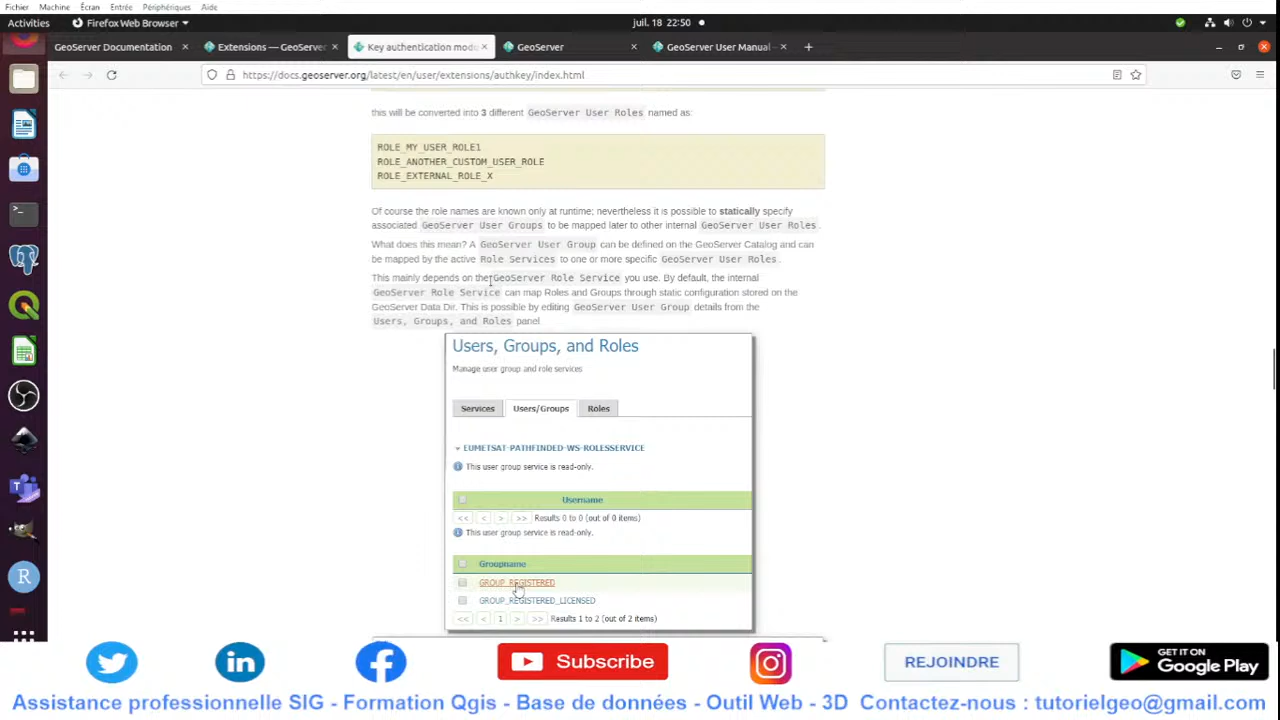 Fichier Machine Écran Entrée Périphériques Aide
Activities Firefox Web Browser juil. 18 22:50
GeoServer Documentation × Extensions — GeoServer × Key authentication modu × GeoServer × GeoServer User Manual — × +
https://docs.geoserver.org/latest/en/user/extensions/authkey/index.html
this will be converted into 3 different GeoServer User Roles named as:
ROLE_MY_USER_ROLE1
ROLE_ANOTHER_CUSTOM_USER_ROLE
ROLE_EXTERNAL_ROLE_X
Of course the role names are known only at runtime; nevertheless it is possible to statically specify
associated GeoServer User Groups to be mapped later to other internal GeoServer User Roles.
What does this mean? A GeoServer User Group can be defined on the GeoServer Catalog and can
be mapped by the active Role Services to one or more specific GeoServer User Roles.
This mainly depends on the GeoServer Role Service you use. By default, the internal
GeoServer Role Service can map Roles and Groups through static configuration stored on the
GeoServer Data Dir. This is possible by editing GeoServer User Group details from the
Users, Groups, and Roles panel
Users, Groups, and Roles
Manage user group and role services
Services Users/Groups Roles
EUMETSAT-PATHFINDED-WS-ROLESSERVICE
This user group service is read-only.
Username
<< < > >> Results 0 to 0 (out of 0 items)
This user group service is read-only.
Groupname
GROUP_REGISTERED
GROUP_REGISTERED_LICENSED
<< < 1 > >> Results 1 to 2 (out of 2 items)
Subscribe REJOINDRE GET IT ON Google Play
Assistance professionnelle SIG - Formation Qgis - Base de données - Outil Web - 3D Contactez-nous : tutorielgeo@gmail.com